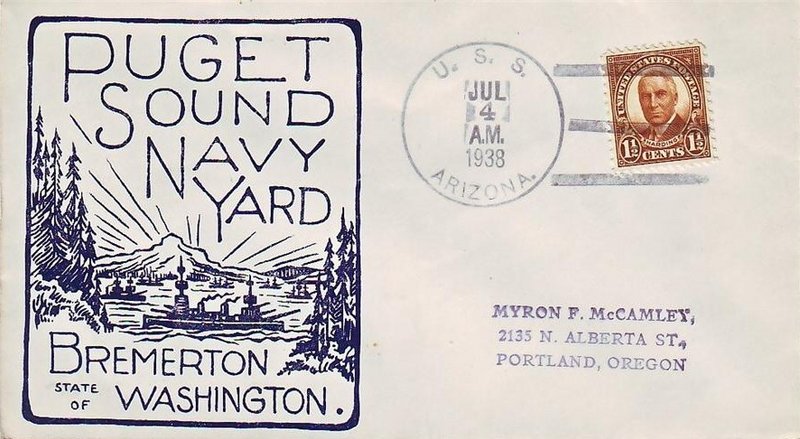 PUGET
SOUND
NAVY
YARD
BREMERTON
STATE
OF
WASHINGTON.
U. S. S.
JUL
4
A.M.
1938
ARIZONA.
UNITED STATES POSTAGE
HARDING
1½ CENTS 1½
MYRON F. McCAMLEY,
2135 N. ALBERTA ST.,
PORTLAND, OREGON